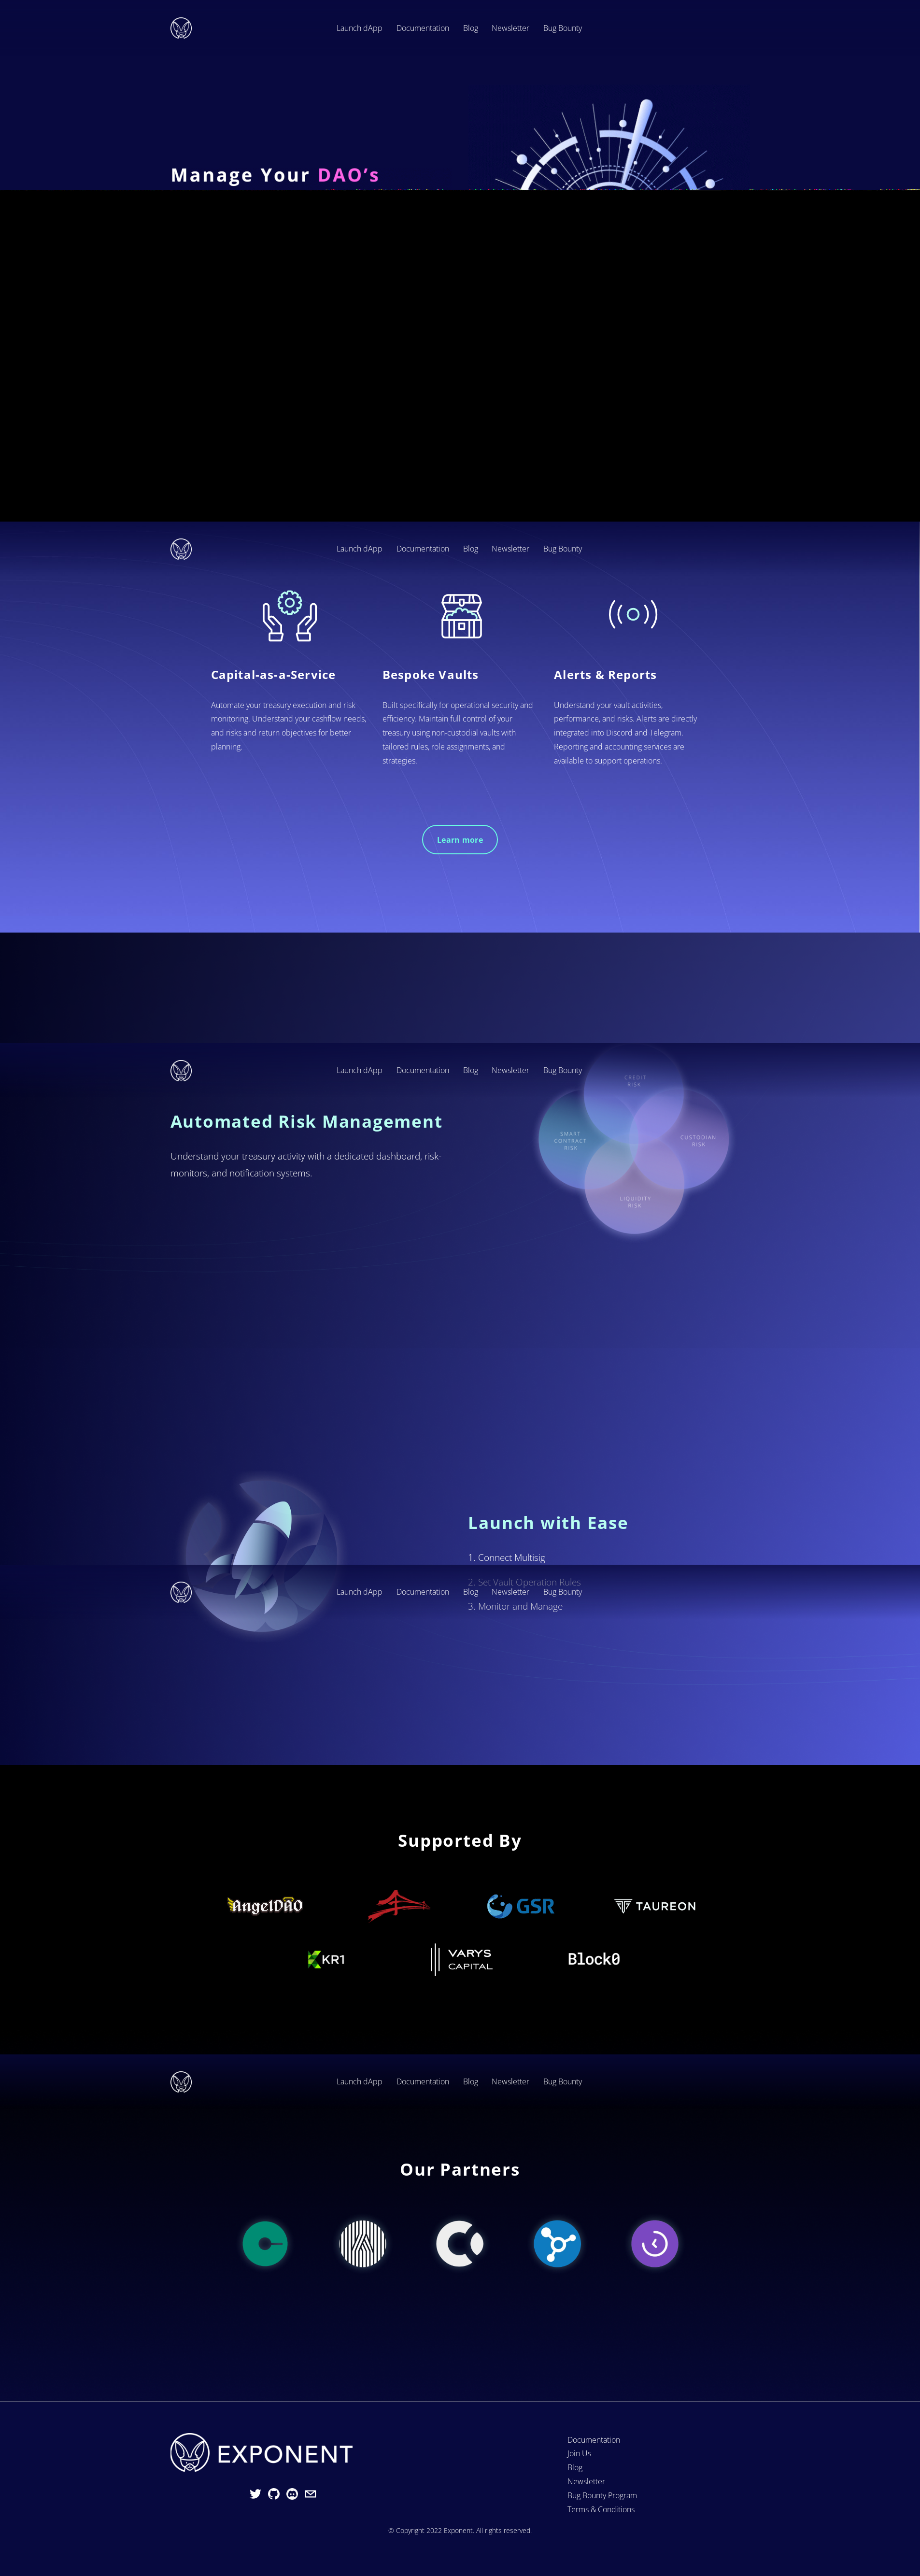 Launch dApp Documentation Blog Newsletter Bug Bounty
Manage Your DAO's
Launch dApp Documentation Blog Newsletter Bug Bounty
Capital-as-a-Service
Automate your treasury execution and risk
monitoring. Understand your cashflow needs,
and risks and return objectives for better
planning.
Bespoke Vaults
Built specifically for operational security and
efficiency. Maintain full control of your
treasury using non-custodial vaults with
tailored rules, role assignments, and
strategies.
Alerts & Reports
Understand your vault activities,
performance, and risks. Alerts are directly
integrated into Discord and Telegram.
Reporting and accounting services are
available to support operations.
Learn more
Launch dApp Documentation Blog Newsletter Bug Bounty
Automated Risk Management
Understand your treasury activity with a dedicated dashboard, risk-
monitors, and notification systems.
CREDIT
RISK
SMART
CONTRACT
RISK
CUSTODIAN
RISK
LIQUIDITY
RISK
Launch with Ease
1. Connect Multisig
2. Set Vault Operation Rules
Launch dApp Documentation Blog Newsletter Bug Bounty
3. Monitor and Manage
Supported By
AngelDAO
GSR
TAUREON
KR1
VARYS
CAPITAL
Block0
Launch dApp Documentation Blog Newsletter Bug Bounty
Our Partners
EXPONENT
Documentation
Join Us
Blog
Newsletter
Bug Bounty Program
Terms & Conditions
© Copyright 2022 Exponent. All rights reserved.